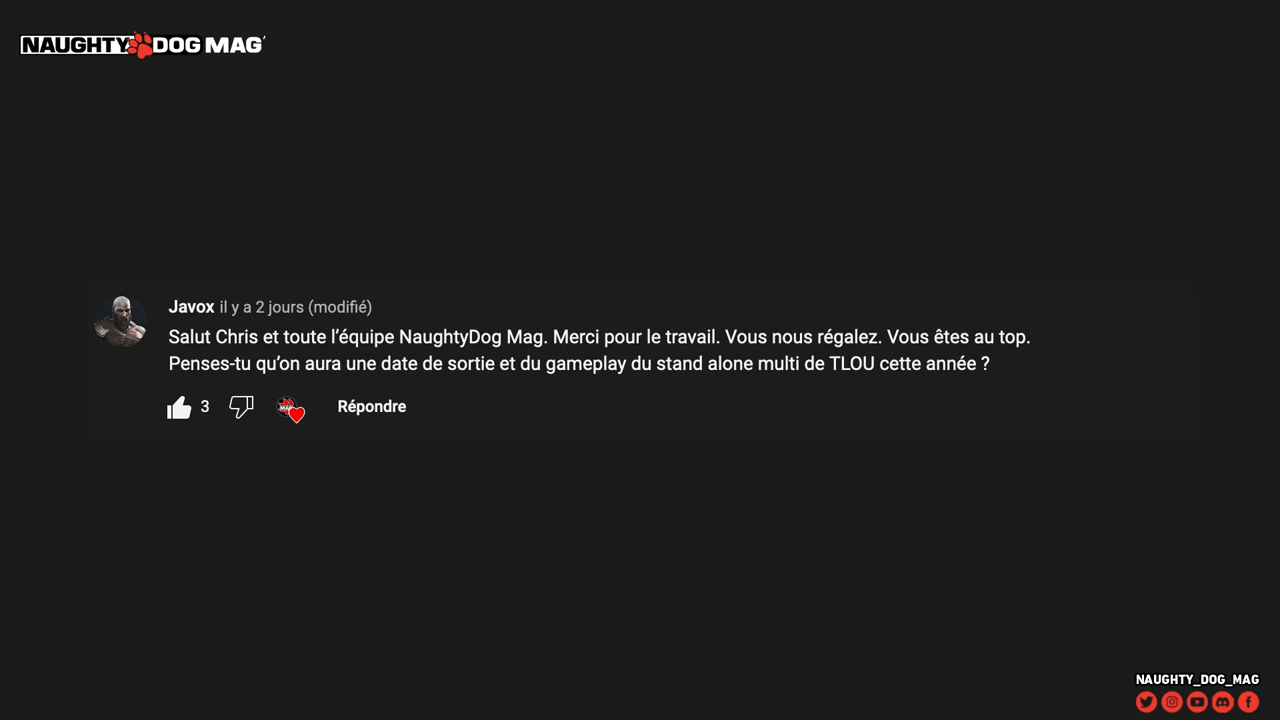 NAUGHTY DOG MAG'
Javox il y a 2 jours (modifié)
Salut Chris et toute l’équipe NaughtyDog Mag. Merci pour le travail. Vous nous régalez. Vous êtes au top.
Penses-tu qu’on aura une date de sortie et du gameplay du stand alone multi de TLOU cette année ?
3 Répondre
NAUGHTY_DOG_MAG